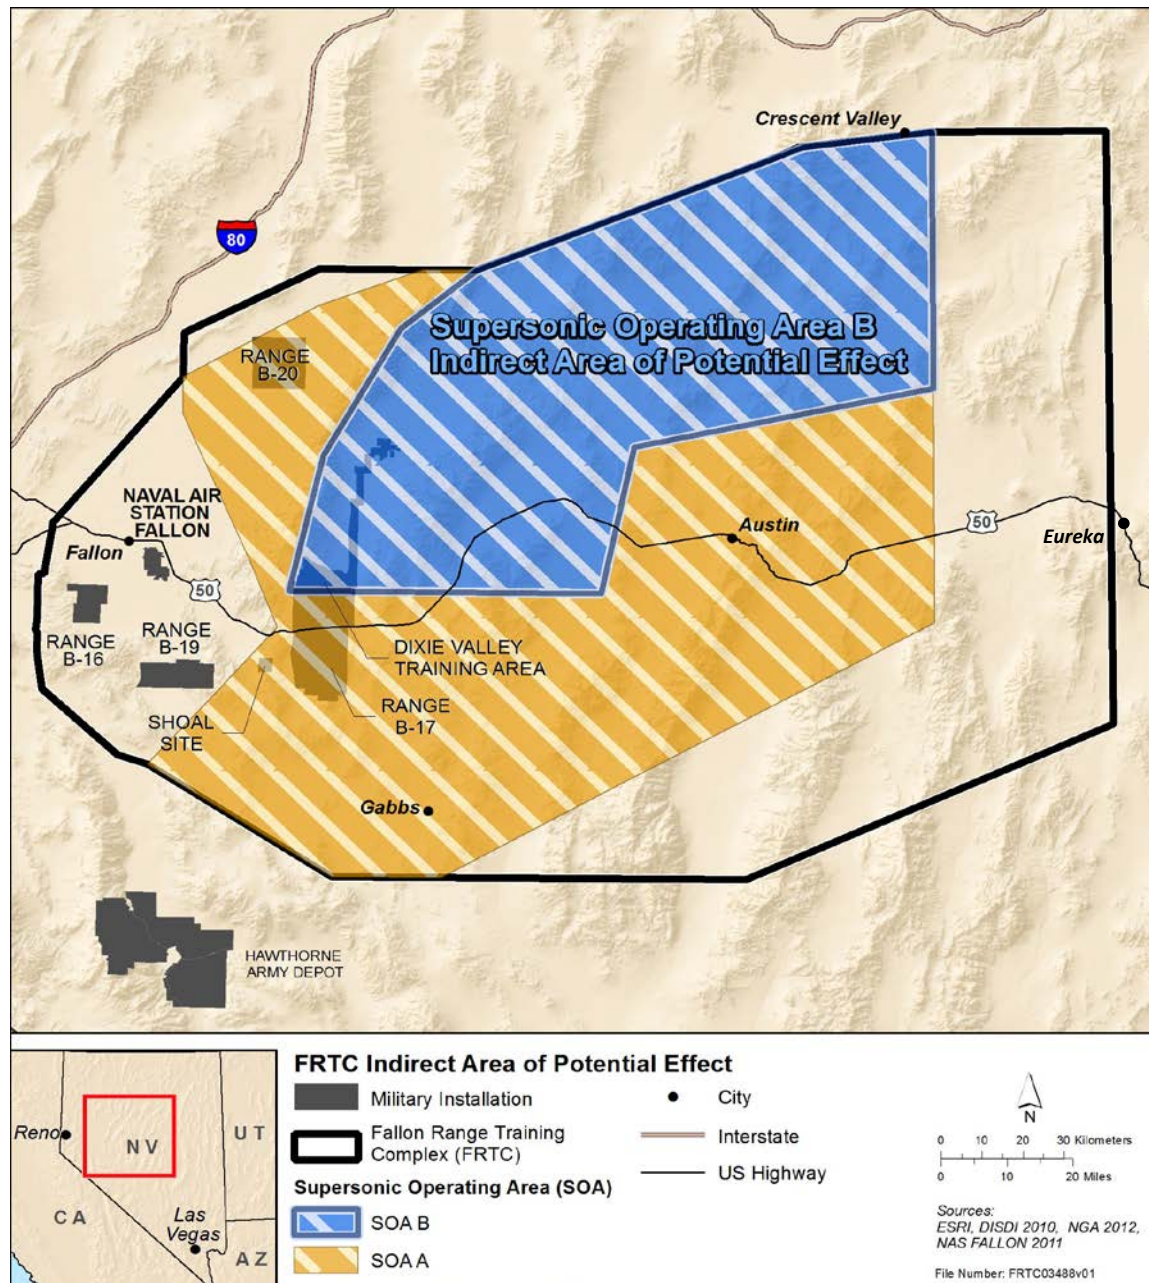 Crescent Valley
80
Supersonic Operating Area B
Indirect Area of Potential Effect
RANGE
B-20
NAVAL AIR
STATION
FALLON
Fallon
Austin
50
Eureka
50
RANGE
B-16
RANGE
B-19
DIXIE VALLEY
TRAINING AREA
SHOAL
SITE
RANGE
B-17
Gabbs
HAWTHORNE
ARMY DEPOT
Reno
NV
UT
CA
Las
Vegas
AZ
FRTC Indirect Area of Potential Effect
Military Installation
Fallon Range Training
Complex (FRTC)
Supersonic Operating Area (SOA)
SOA B
SOA A
City
Interstate
US Highway
N
0 10 20 30 Kilometers
0 10 20 Miles
Sources:
ESRI, DISDI 2010, NGA 2012,
NAS FALLON 2011
File Number: FRTC03488v01